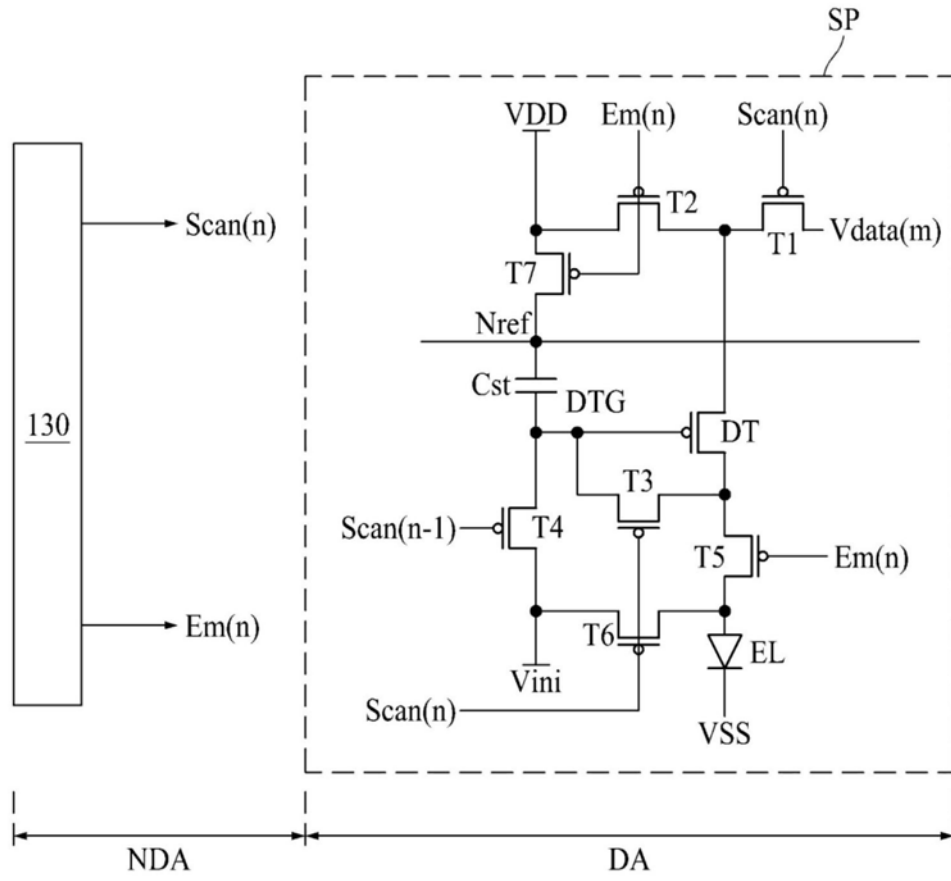 SP
VDD
Em(n)
Scan(n)
T2
T1
Vdata(m)
Scan(n)
T7
Nref
Cst
DTG
DT
130
T3
Scan(n-1)
T4
T5
Em(n)
Em(n)
T6
EL
Vini
Scan(n)
VSS
NDA
DA